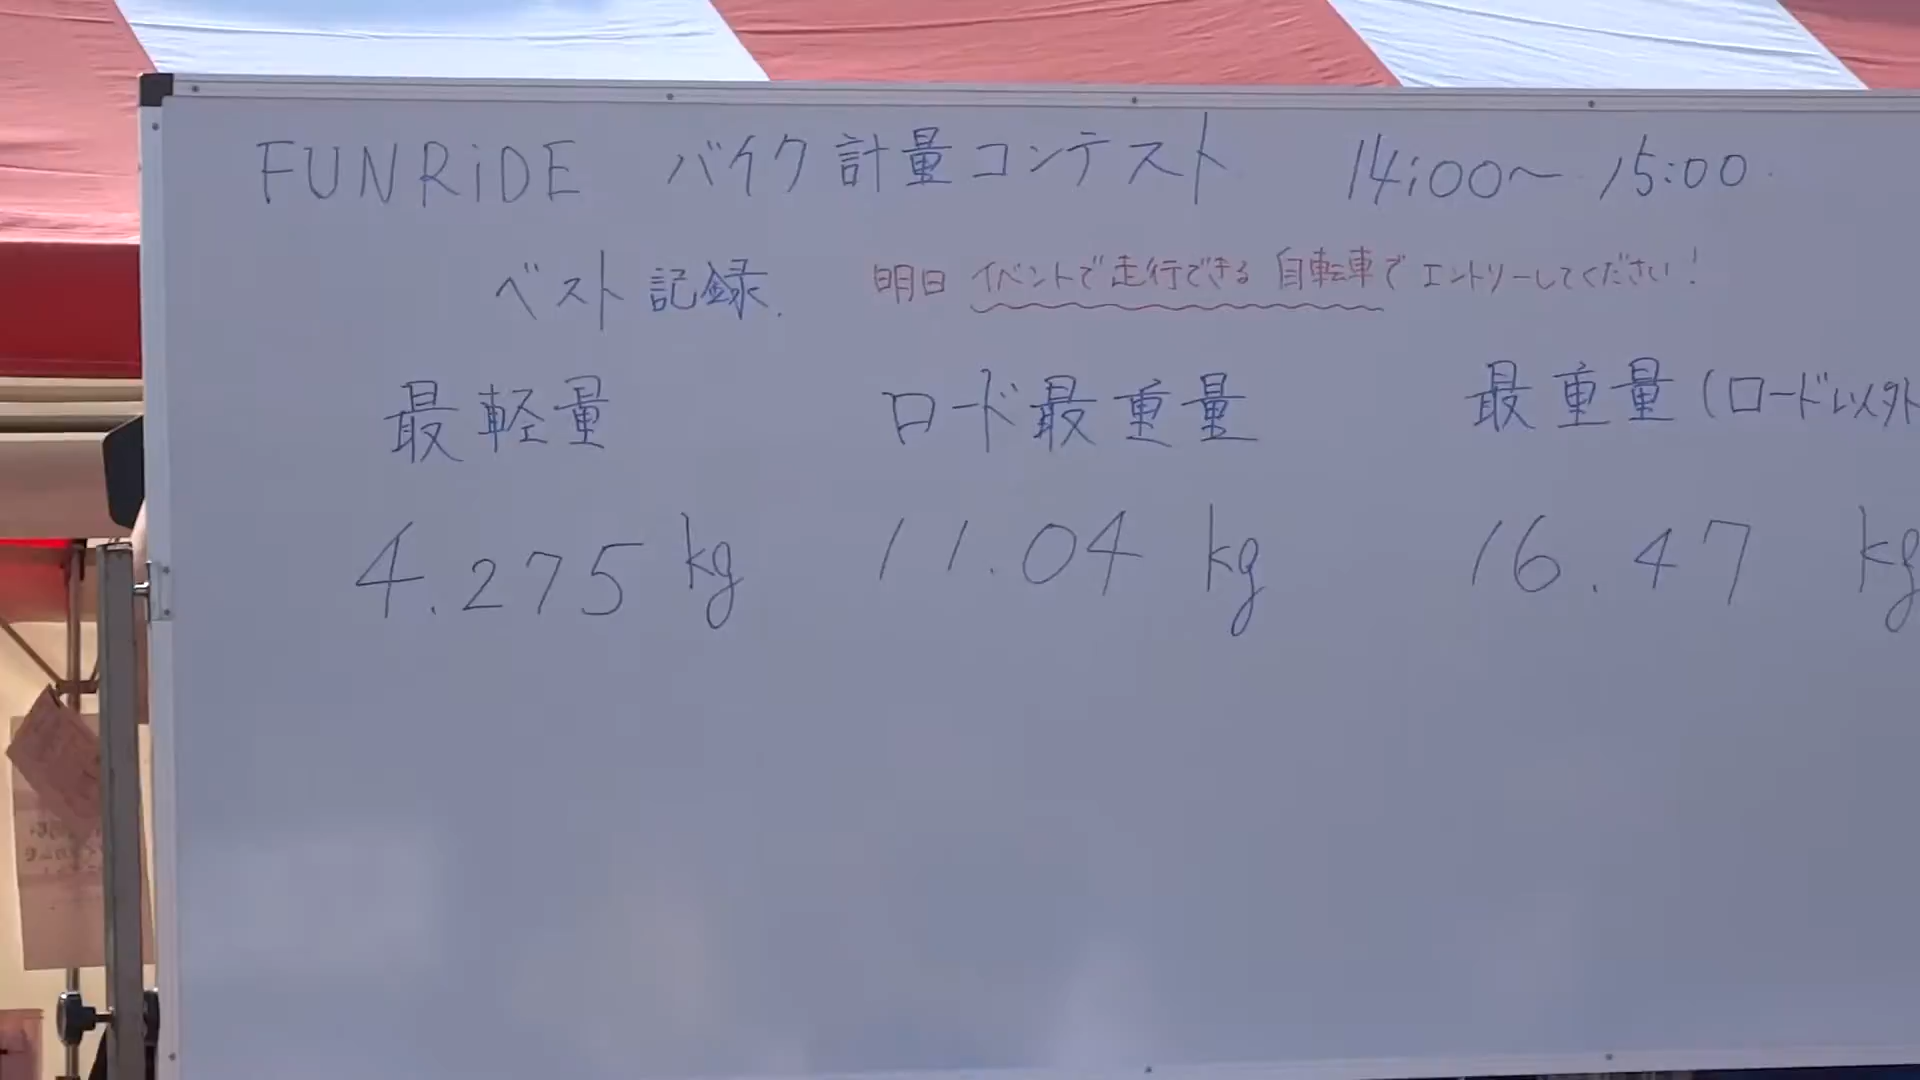 FUNRiDE バイク計量コンテスト 14:00〜15:00
ベスト記録. 明日 イベントで走行できる 自転車で エントリーしてください!
最軽量 ロード最重量 最重量(ロード以外
4.275 kg 11.04 kg 16.47 kg